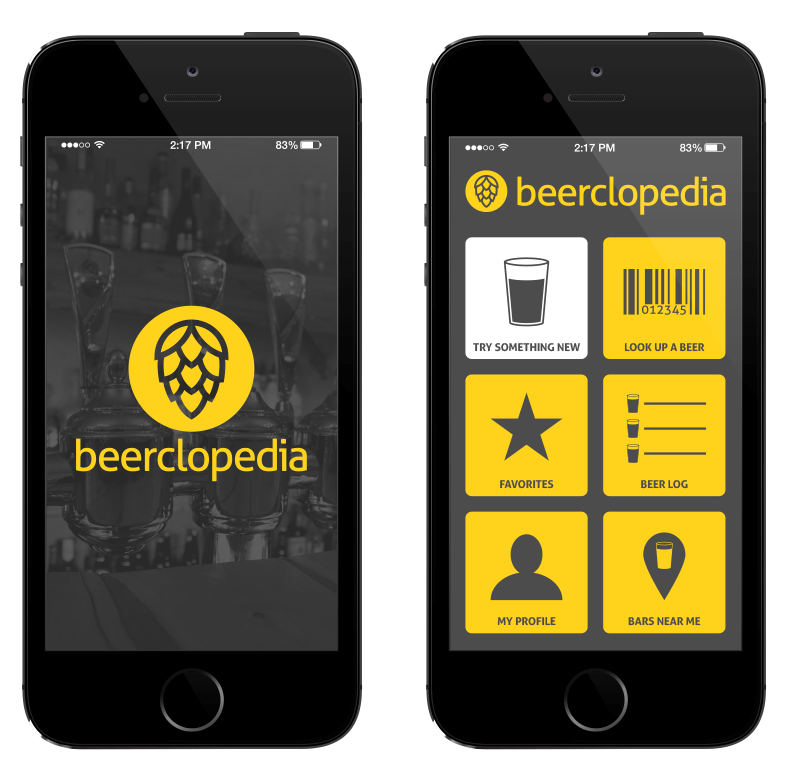 2:17 PM 83%
beerclopedia
2:17 PM 83%
beerclopedia
TRY SOMETHING NEW
012345
LOOK UP A BEER
FAVORITES
BEER LOG
MY PROFILE
BARS NEAR ME